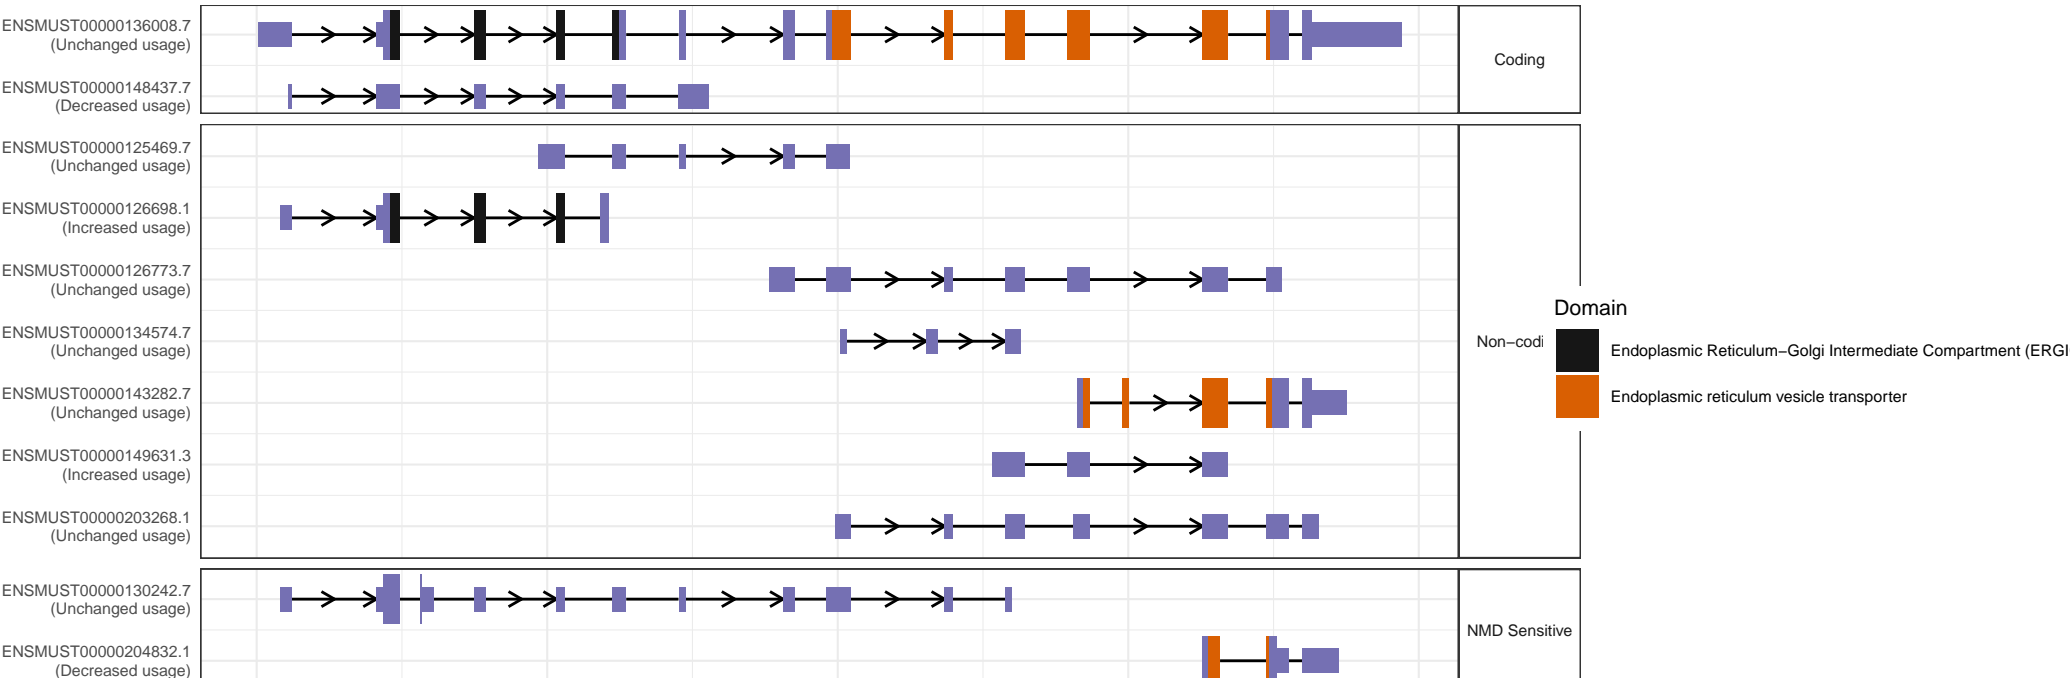 ENSMUST00000136008.7
(Unchanged usage)
ENSMUST00000148437.7
(Decreased usage)
Coding
ENSMUST00000125469.7
(Unchanged usage)
ENSMUST00000126698.1
(Increased usage)
ENSMUST00000126773.7
(Unchanged usage)
ENSMUST00000134574.7
(Unchanged usage)
ENSMUST00000143282.7
(Unchanged usage)
ENSMUST00000149631.3
(Increased usage)
ENSMUST00000203268.1
(Unchanged usage)
Non−codi
Domain
Endoplasmic Reticulum−Golgi Intermediate Compartment (ERGI
Endoplasmic reticulum vesicle transporter
ENSMUST00000130242.7
(Unchanged usage)
ENSMUST00000204832.1
(Decreased usage)
NMD Sensitive